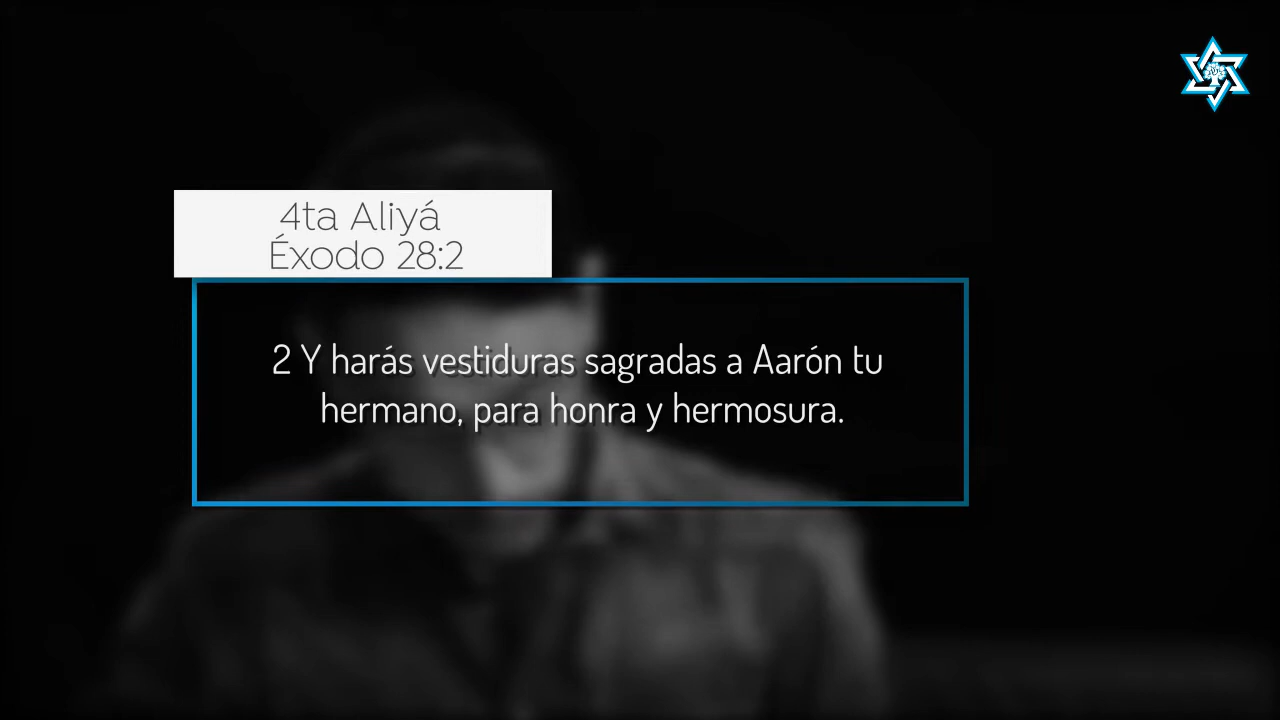 4ta Aliyá
Éxodo 28:2
2 Y harás vestiduras sagradas a Aarón tu
hermano, para honra y hermosura.